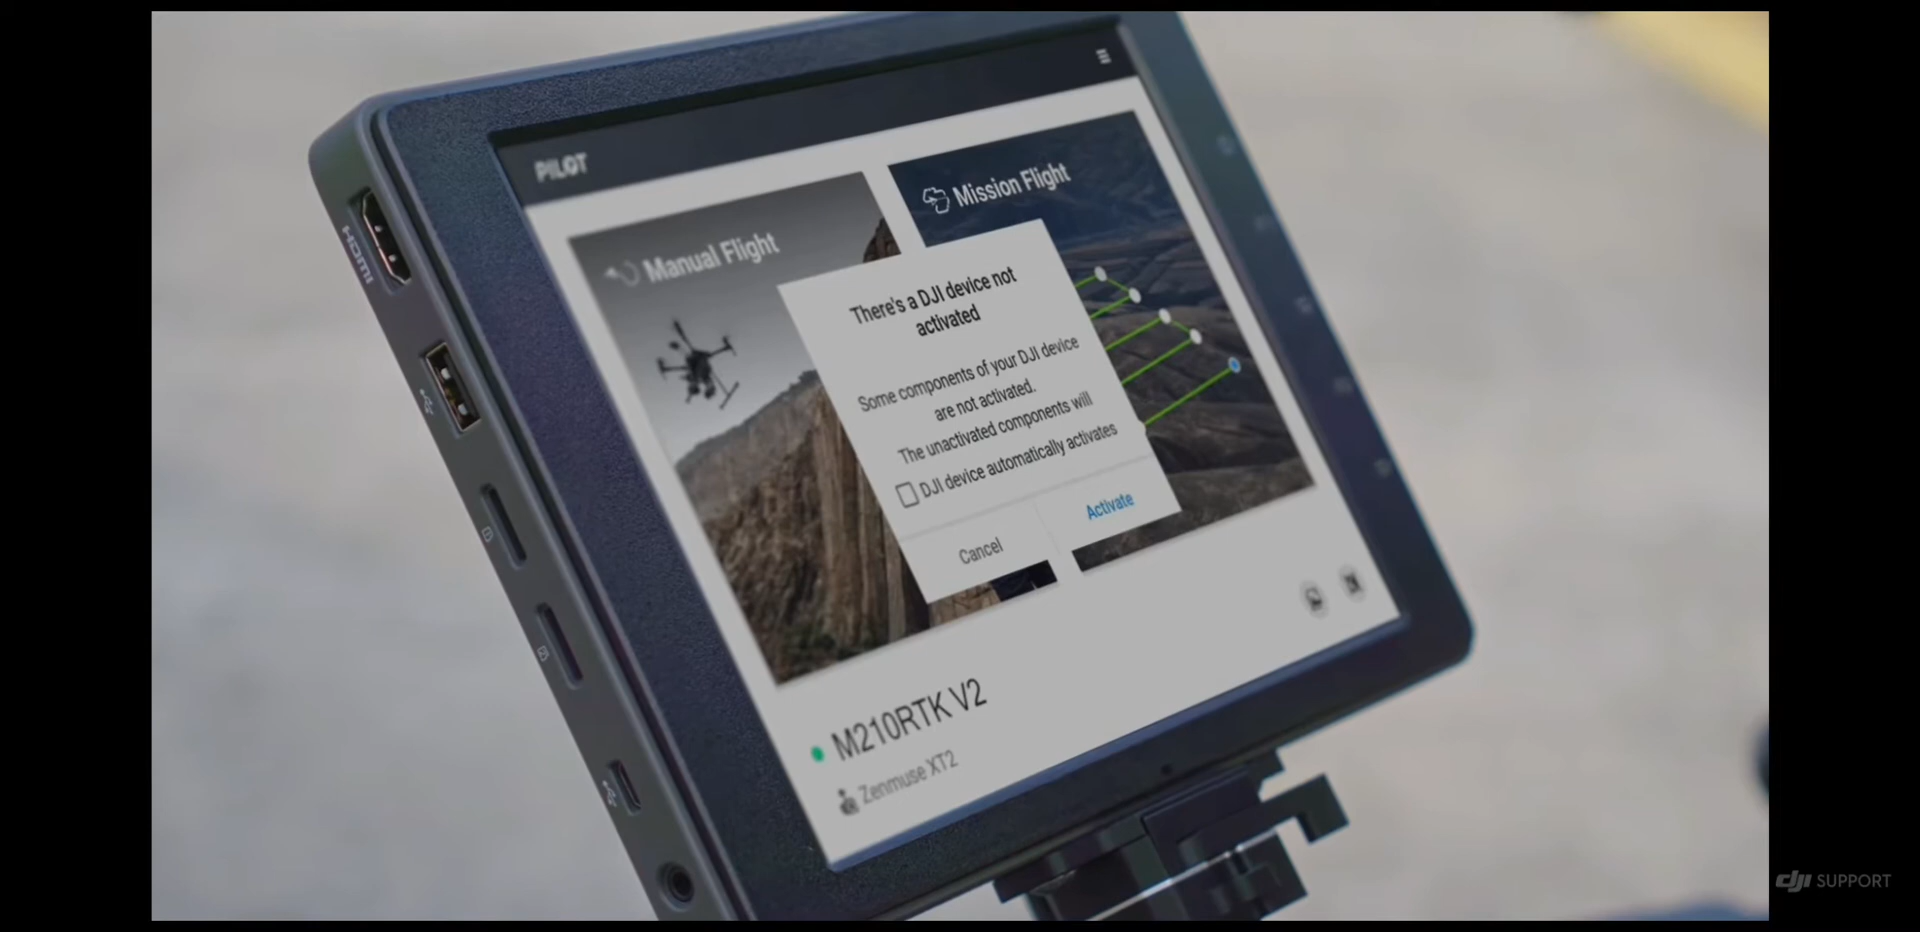 PILOT
Manual Flight
Mission Flight
There's a DJI device not
activated
Some components of your DJI device
are not activated.
The unactivated components will
DJI device automatically activates
Cancel
Activate
M210RTK V2
Zenmuse XT2
HDMI
dji SUPPORT